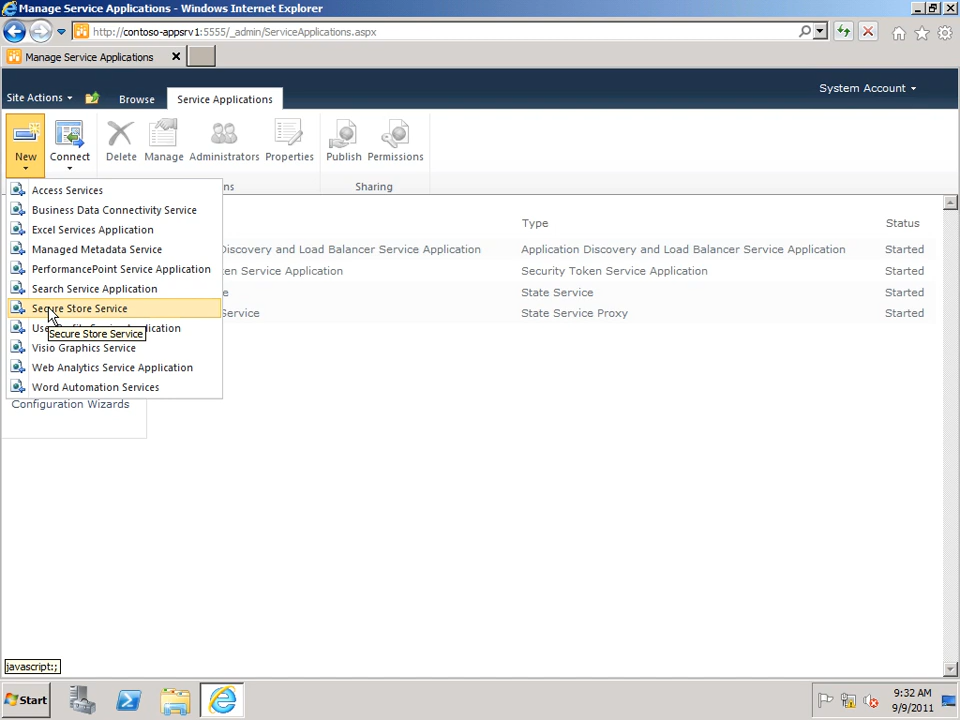 Manage Service Applications - Windows Internet Explorer
http://contoso-appsrv1:5555/_admin/ServiceApplications.aspx
Manage Service Applications
System Account
Site Actions
Browse
Service Applications
New
Connect
Delete
Manage
Administrators
Properties
Publish
Permissions
ns
Sharing
Access Services
Business Data Connectivity Service
Excel Services Application
Managed Metadata Service
PerformancePoint Service Application
Search Service Application
Secure Store Service
Secure Store Service
Visio Graphics Service
Web Analytics Service Application
Word Automation Services
Configuration Wizards
Type
Status
Discovery and Load Balancer Service Application
Application Discovery and Load Balancer Service Application
Started
en Service Application
Security Token Service Application
Started
e
State Service
Started
Service
State Service Proxy
Started
javascript:;
Start
9:32 AM
9/9/2011